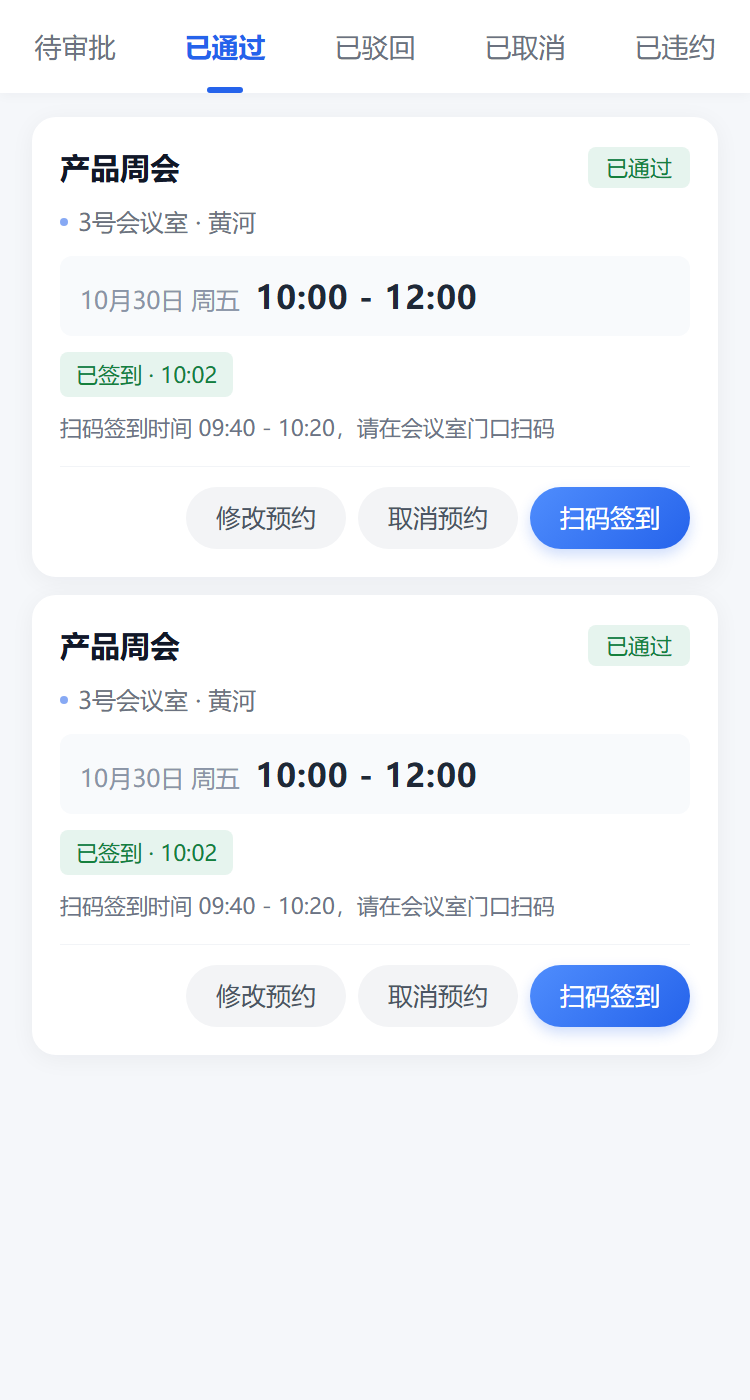 待审批 已通过 已驳回 已取消 已违约
产品周会 已通过
3号会议室 · 黄河
10月30日 周五 10:00 - 12:00
已签到 · 10:02
扫码签到时间 09:40 - 10:20，请在会议室门口扫码
修改预约 取消预约 扫码签到
产品周会 已通过
3号会议室 · 黄河
10月30日 周五 10:00 - 12:00
已签到 · 10:02
扫码签到时间 09:40 - 10:20，请在会议室门口扫码
修改预约 取消预约 扫码签到